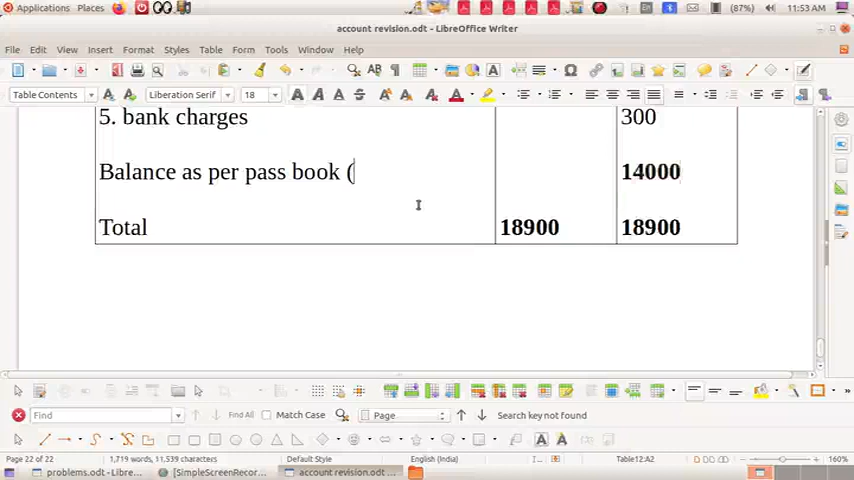 Applications Places (87%) 11:53 AM
account revision.odt - LibreOffice Writer
File Edit View Insert Format Styles Table Form Tools Window Help
Table Contents Liberation Serif 18
5. bank charges 300
Balance as per pass book ( 14000
Total 18900 18900
Find Find All Match Case Page Search key not found
Page 22 of 22 1,719 words, 11,539 characters Default Style English (India) Table12:A2 160%
problems.odt - Libre... [SimpleScreenRecor... account revision.odt ...